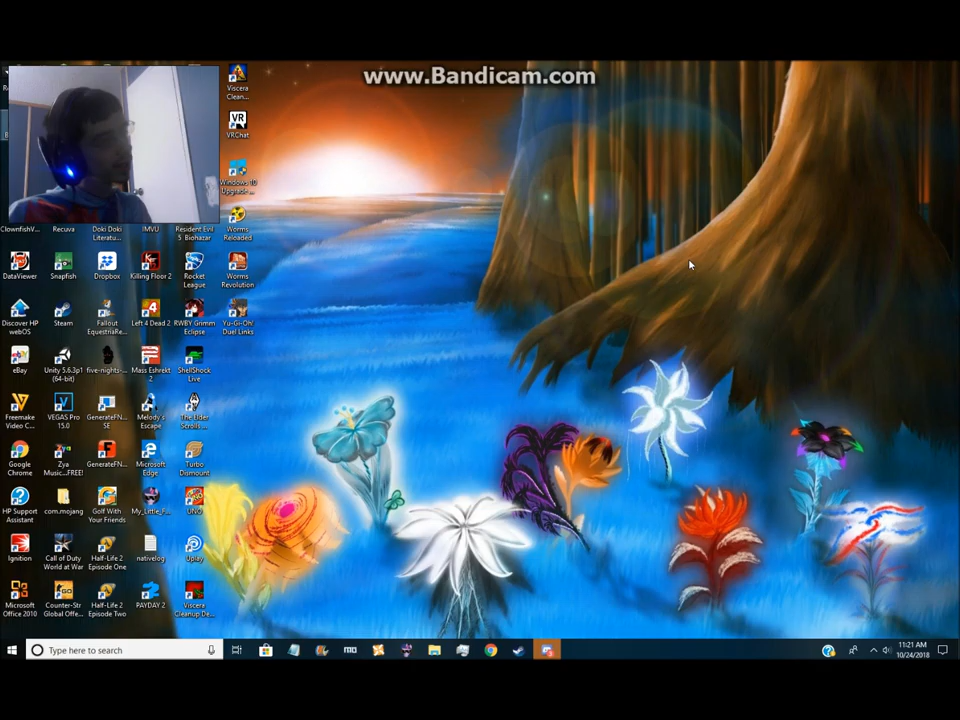 www.Bandicam.com
Viscera
Clean...
VR
VRChat
Windows 10
Upgrade ...
ClownfishV...
Recuva
Doki Doki
Literatu...
IMVU
Resident Evil
5 Biohazar
Worms
Reloaded
DataViewer
Snapfish
Dropbox
Killing Floor 2
Rocket
League
Worms
Revolution
Discover HP
webOS
Steam
Fallout
EquestriaRe...
4
Left 4 Dead 2
RWBY Grimm
Eclipse
Yu-Gi-Oh!
Duel Links
eBay
Unity 5.6.3p1
(64-bit)
five-nights-...
Mass Eshrekt
2
ShellShock
Live
Freemake
Video C...
VEGAS Pro
15.0
GenerateFN...
SE
Melody's
Escape
The Elder
Scrolls ...
Google
Chrome
Zya
Music...FREE!
GenerateFN...
Microsoft
Edge
Turbo
Dismount
HP Support
Assistant
com.mojang
Golf With
Your Friends
My_Little_F...
UNO
Ignition
Call of Duty
World at War
Half-Life 2
Episode One
nativelog
Uplay
Microsoft
Office 2010
Counter-Str
Global Offe...
Half-Life 2
Episode Two
PAYDAY 2
Viscera
Cleanup De...
Type here to search
11:21 AM
10/24/2018